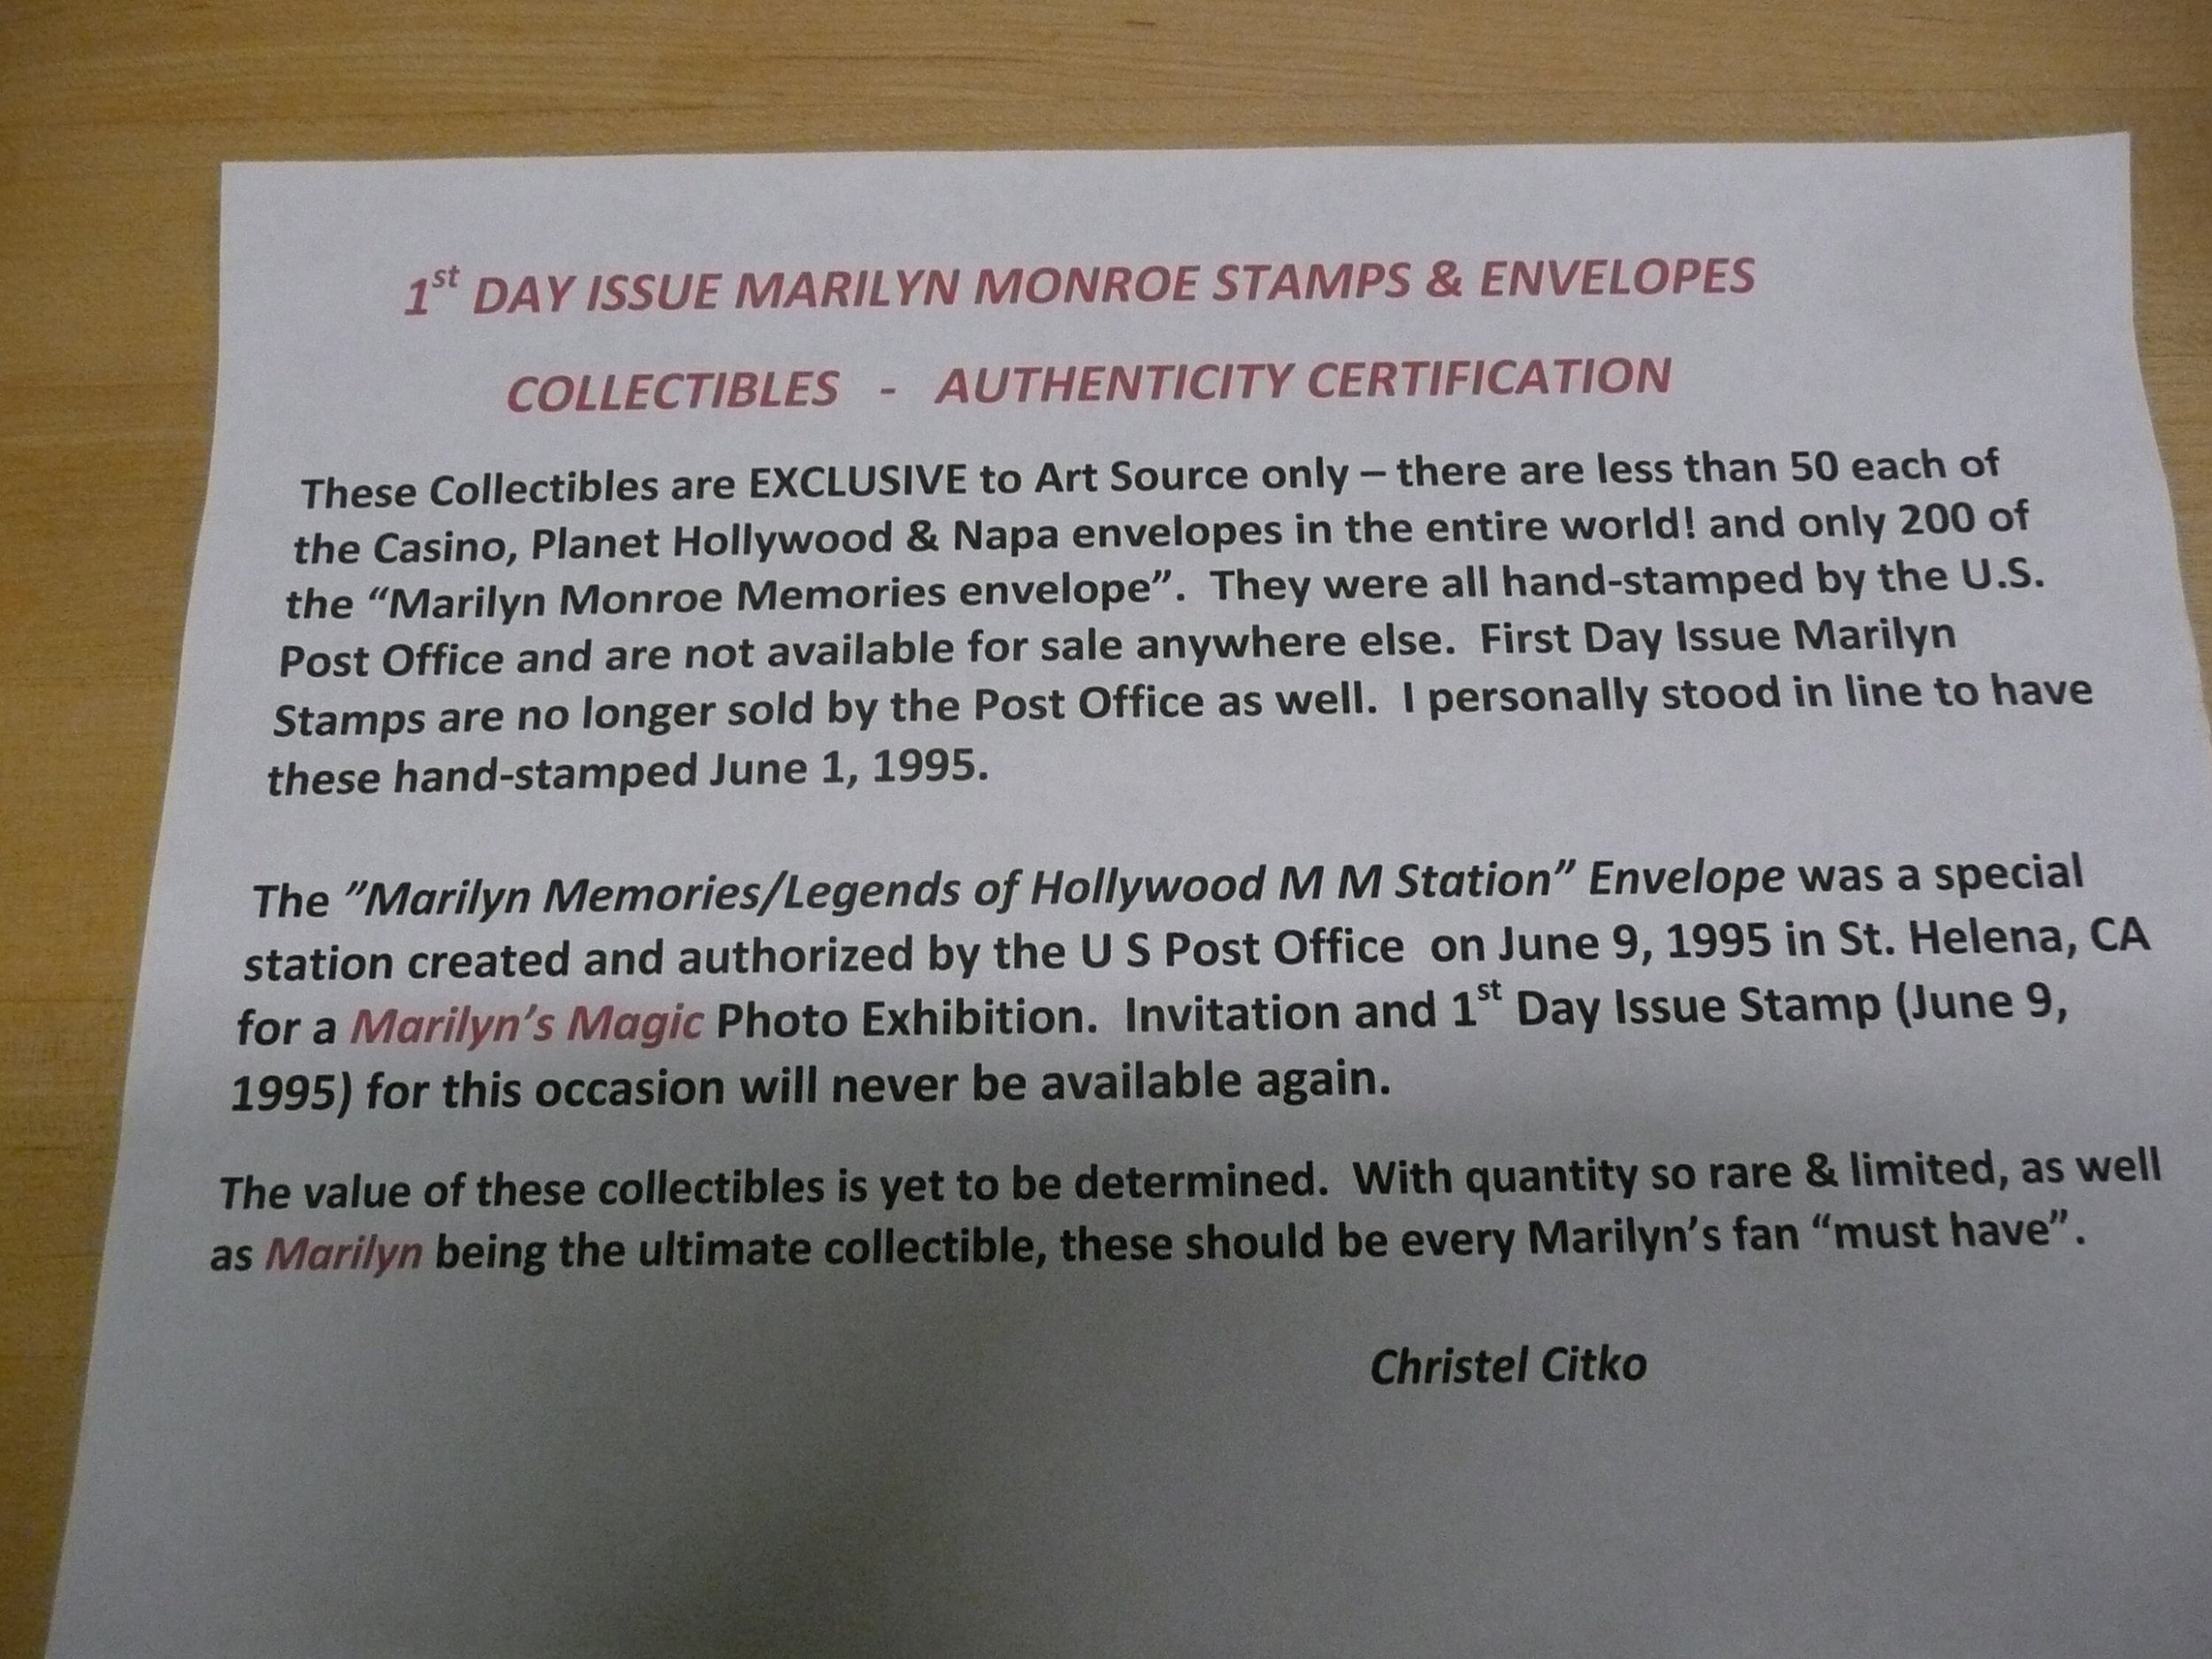 1st DAY ISSUE MARILYN MONROE STAMPS & ENVELOPES
COLLECTIBLES - AUTHENTICITY CERTIFICATION
These Collectibles are EXCLUSIVE to Art Source only – there are less than 50 each of
the Casino, Planet Hollywood & Napa envelopes in the entire world! and only 200 of
the “Marilyn Monroe Memories envelope”. They were all hand-stamped by the U.S.
Post Office and are not available for sale anywhere else. First Day Issue Marilyn
Stamps are no longer sold by the Post Office as well. I personally stood in line to have
these hand-stamped June 1, 1995.
The ”Marilyn Memories/Legends of Hollywood M M Station” Envelope was a special
station created and authorized by the U S Post Office on June 9, 1995 in St. Helena, CA
for a Marilyn’s Magic Photo Exhibition. Invitation and 1st Day Issue Stamp (June 9,
1995) for this occasion will never be available again.
The value of these collectibles is yet to be determined. With quantity so rare & limited, as well
as Marilyn being the ultimate collectible, these should be every Marilyn’s fan “must have”.
Christel Citko